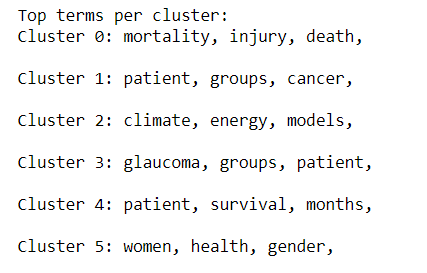 Top terms per cluster:
Cluster 0: mortality, injury, death,
Cluster 1: patient, groups, cancer,
Cluster 2: climate, energy, models,
Cluster 3: glaucoma, groups, patient,
Cluster 4: patient, survival, months,
Cluster 5: women, health, gender,